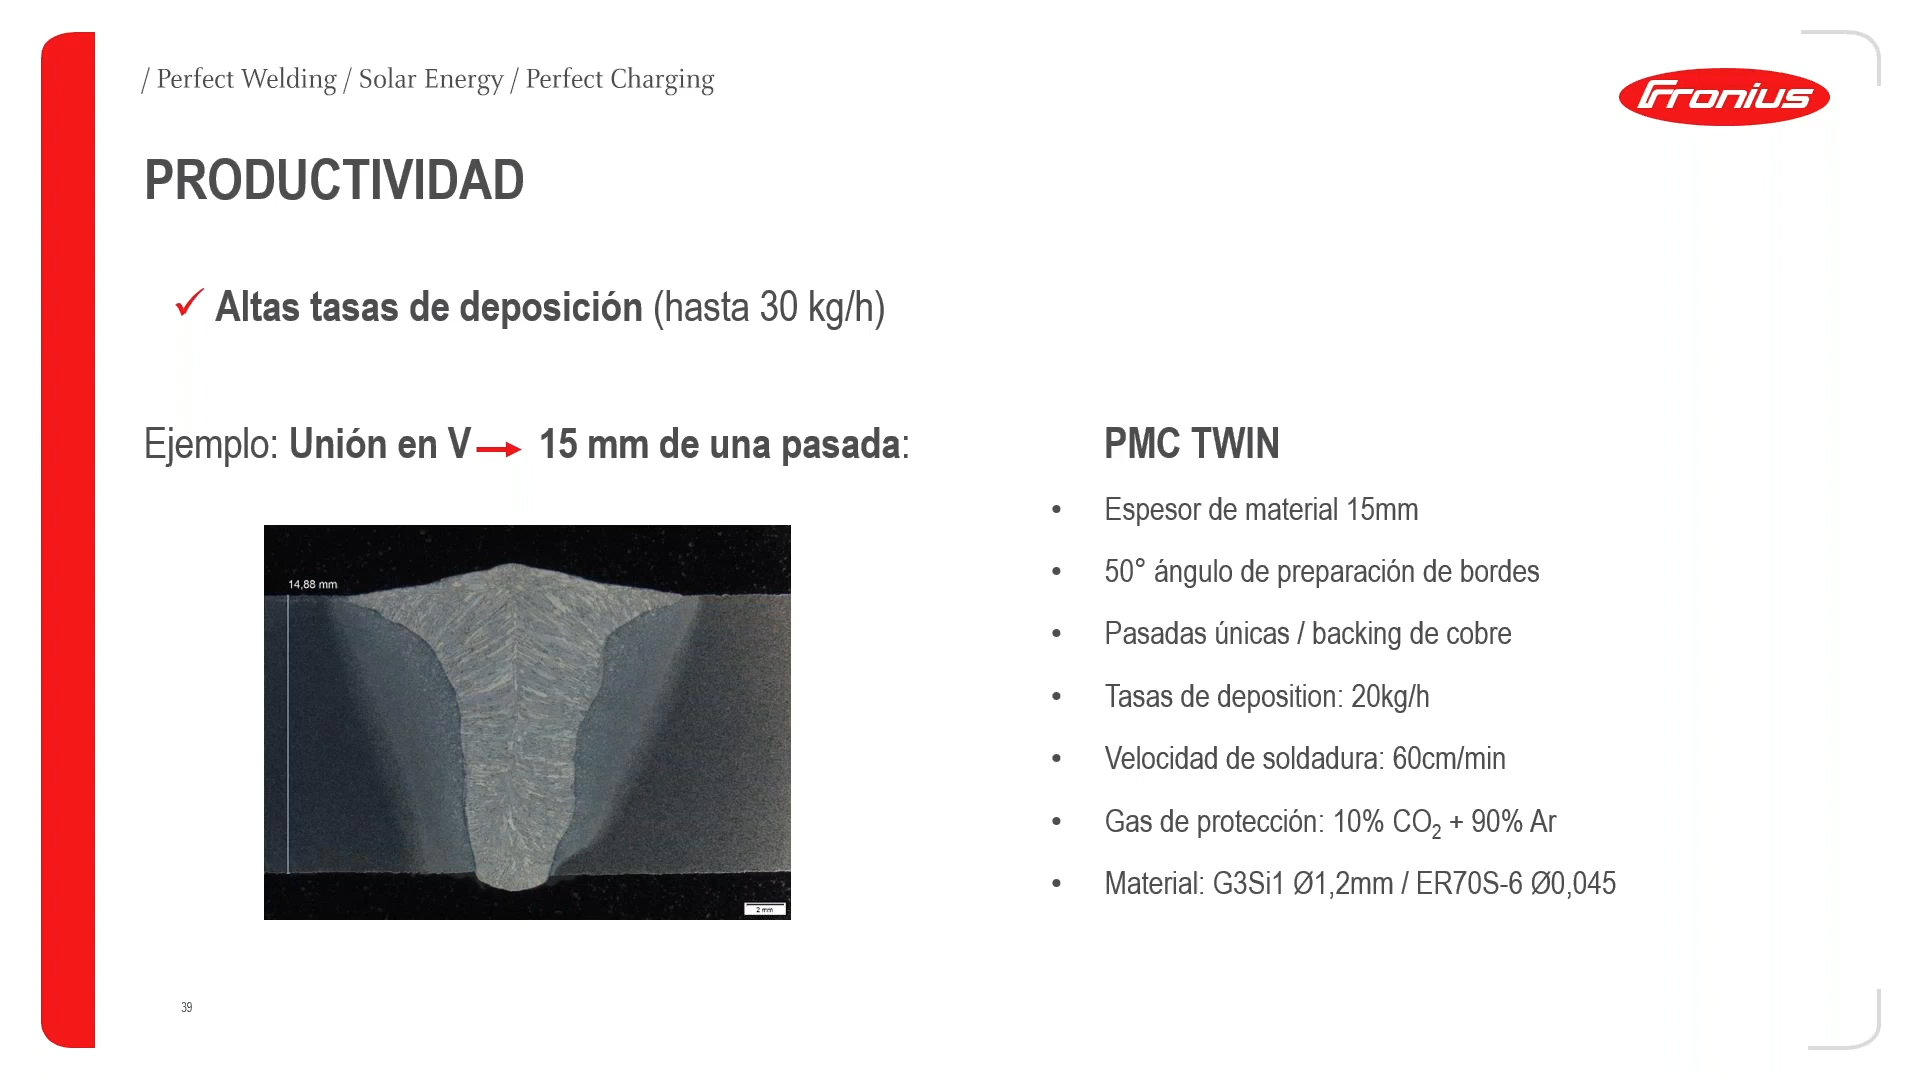 / Perfect Welding / Solar Energy / Perfect Charging
Fronius
PRODUCTIVIDAD
✓ Altas tasas de deposición (hasta 30 kg/h)
Ejemplo: Unión en V → 15 mm de una pasada:
14,88 mm
2 mm
PMC TWIN
• Espesor de material 15mm
• 50° ángulo de preparación de bordes
• Pasadas únicas / backing de cobre
• Tasas de deposition: 20kg/h
• Velocidad de soldadura: 60cm/min
• Gas de protección: 10% CO₂ + 90% Ar
• Material: G3Si1 Ø1,2mm / ER70S-6 Ø0,045
39